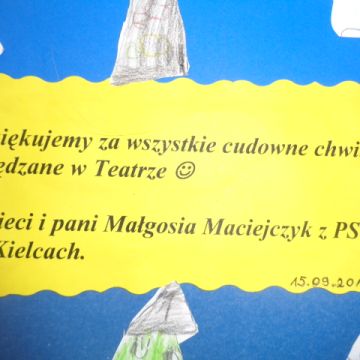 iękujemy za wszystkie cudowne chwi
ędzane w Teatrze ☺
ieci i pani Małgosia Maciejczyk z PS
Kielcach.
15.09.201